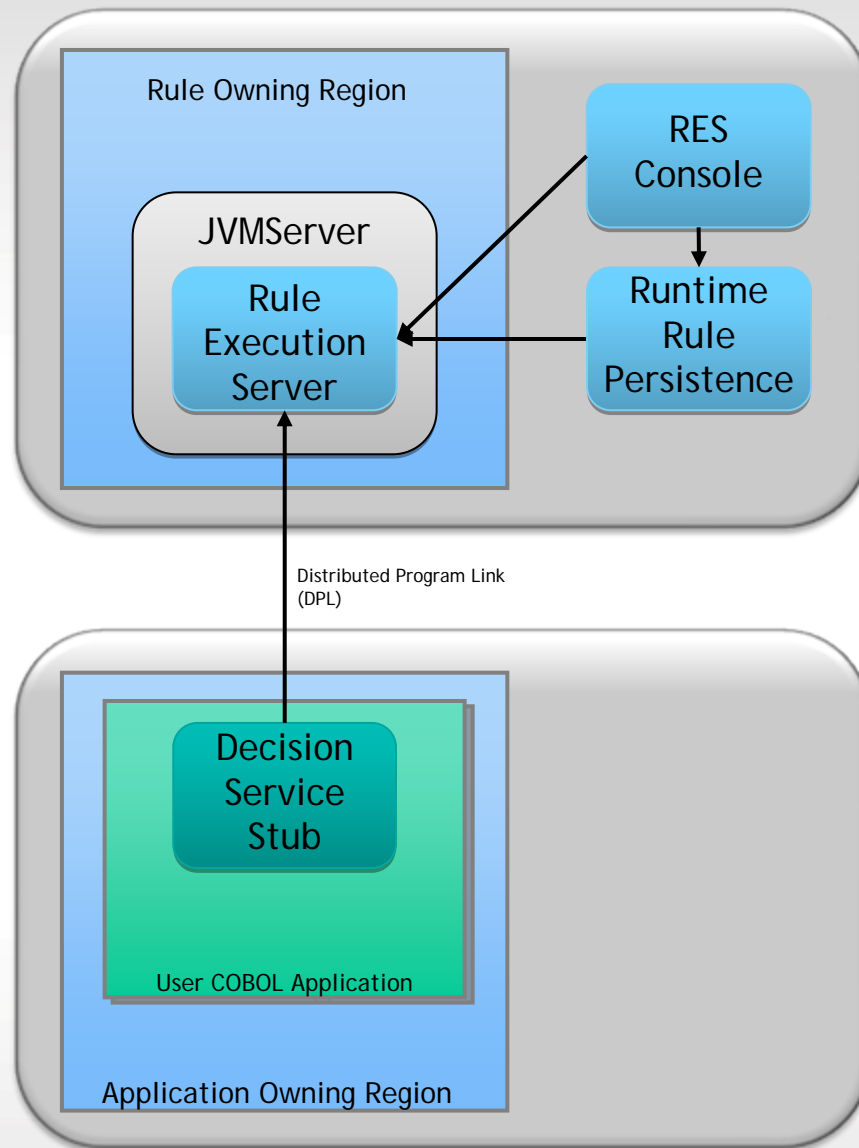 Rule Owning Region
JVMServer
Rule
Execution
Server
RES
Console
Runtime
Rule
Persistence
Distributed Program Link
(DPL)
Decision
Service
Stub
User COBOL Application
Application Owning Region